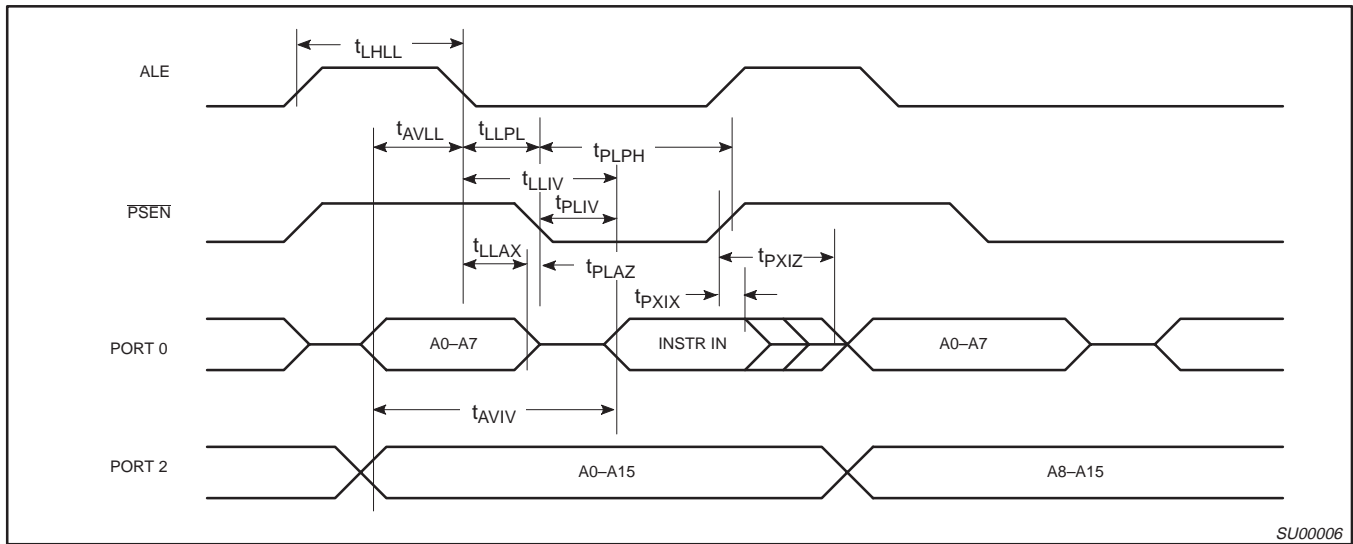 tLHLL
ALE
tAVLL tLLPL
tPLPH
tLLIV
PSEN
tPLIV
tLLAX
tPLAZ
tPXIZ
tPXIX
PORT 0 A0–A7 INSTR IN A0–A7
tAVIV
PORT 2 A0–A15 A8–A15
SU00006